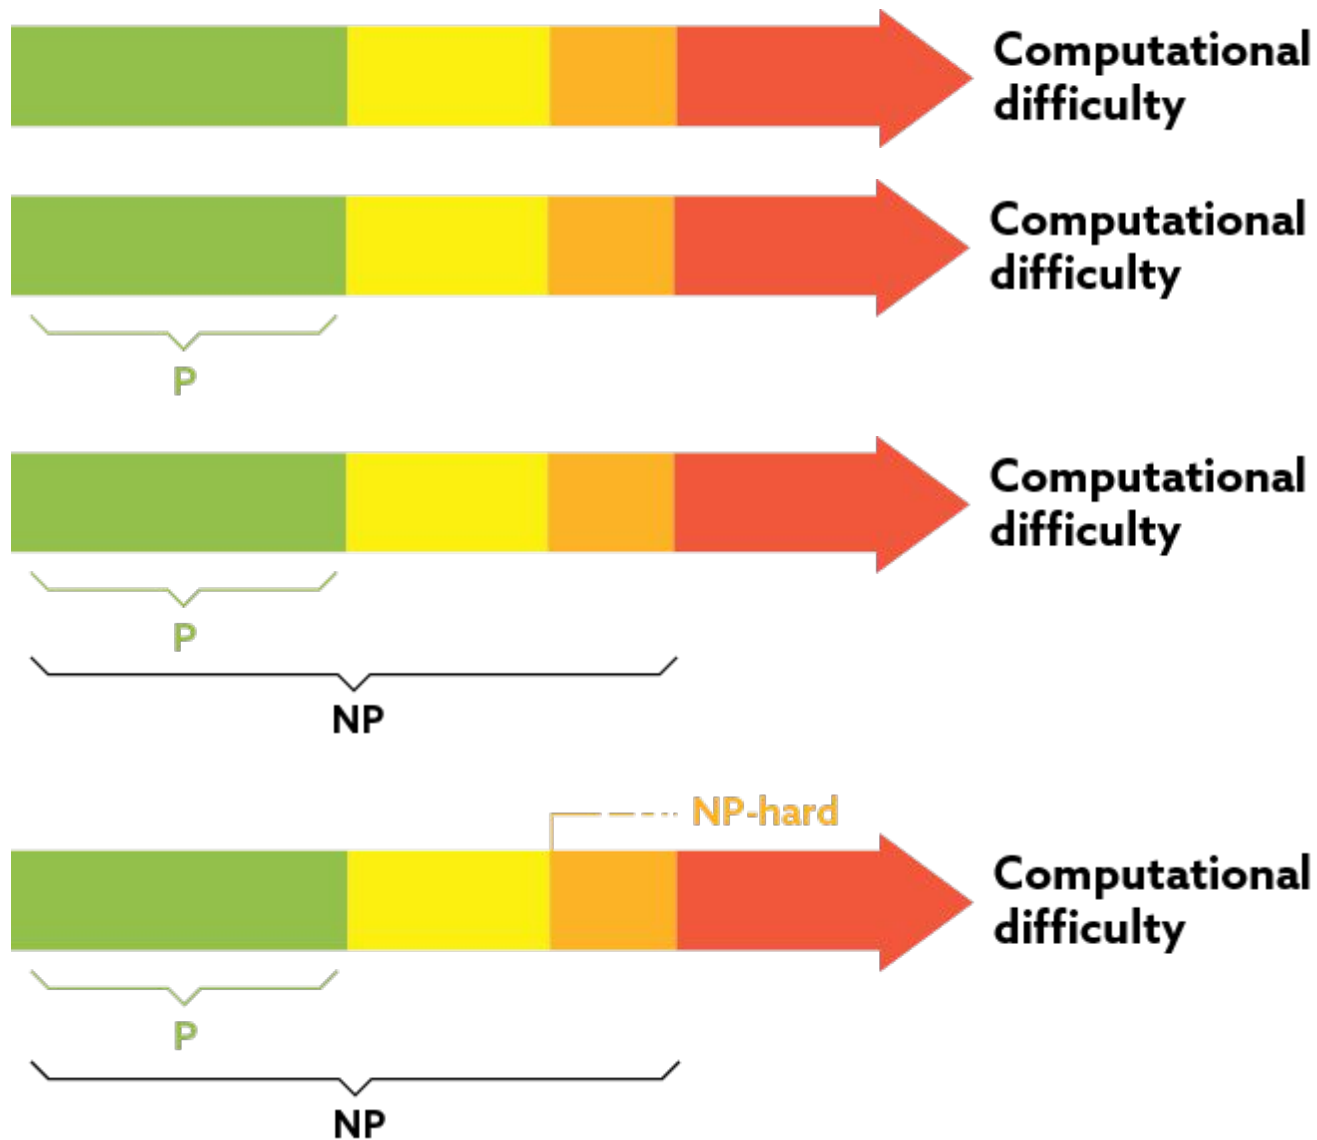 Computational
difficulty
Computational
difficulty
P
Computational
difficulty
P
NP
NP-hard
Computational
difficulty
P
NP